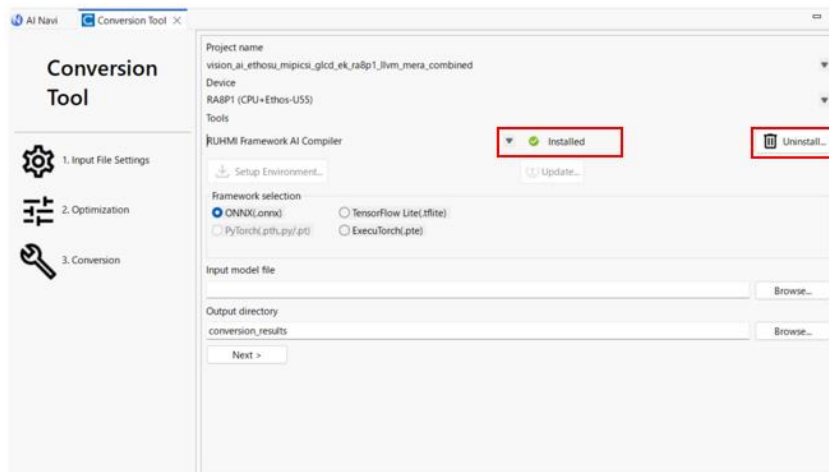 AI Navi
Conversion Tool
Conversion
Tool
1. Input File Settings
2. Optimization
3. Conversion
Project name
vision_ai_ethosu_mipicsi_glcd_ek_ra8p1_llvm_mera_combined
Device
RA8P1 (CPU+Ethos-U55)
Tools
RUHMI Framework AI Compiler
Installed
Uninstall...
Setup Environment...
Update...
Framework selection
ONNX(.onnx)
TensorFlow Lite(.tflite)
PyTorch(.pth,.py/.pt)
ExecuTorch(.pte)
Input model file
Browse...
Output directory
conversion_results
Browse...
Next >